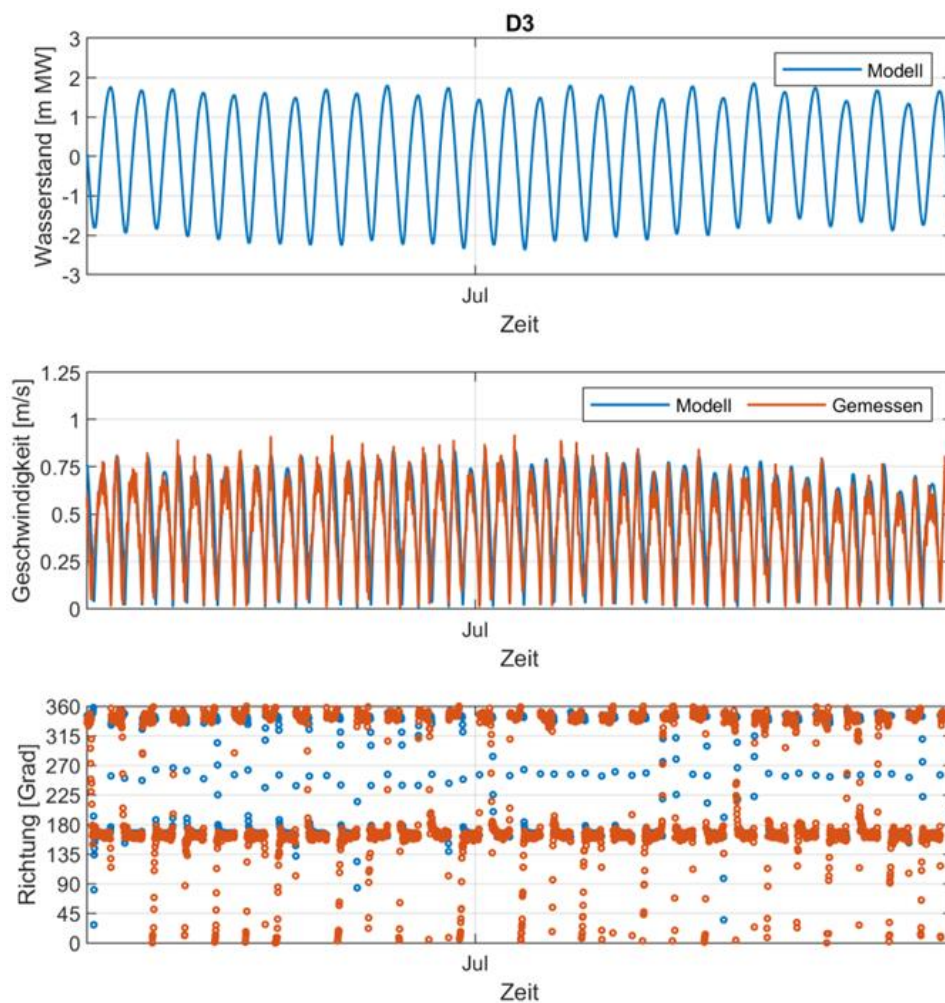 D3
3
2
1
0
-1
-2
-3
Wasserstand [m MW]
Modell
Jul
Zeit
1.25
1
0.75
0.5
0.25
0
Geschwindigkeit [m/s]
Modell Gemessen
Jul
Zeit
360
315
270
225
180
135
90
45
0
Richtung [Grad]
Jul
Zeit